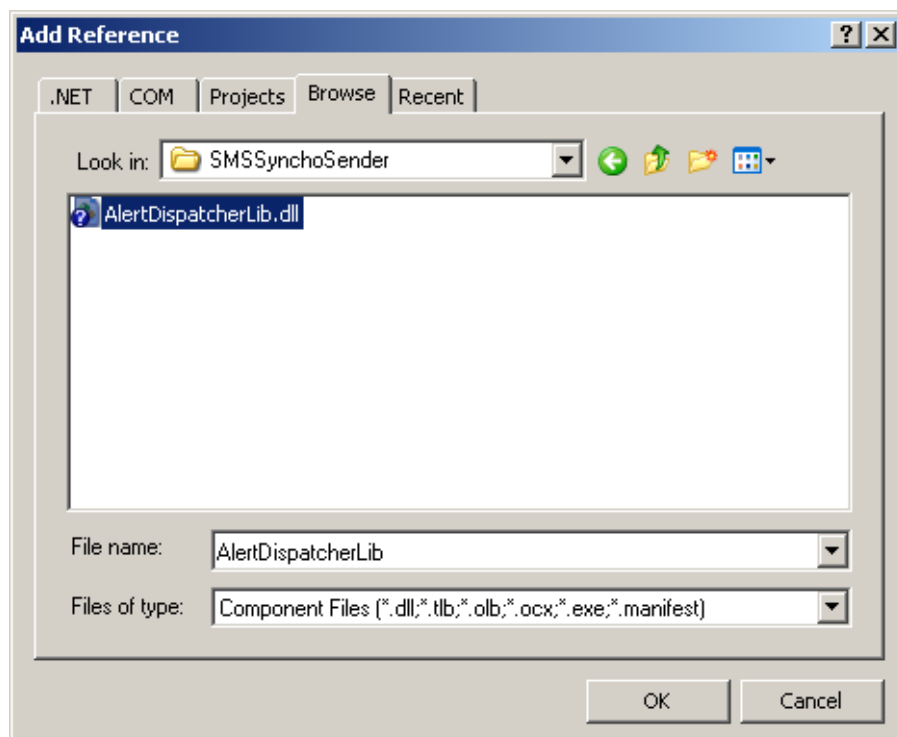 Add Reference
.NET COM Projects Browse Recent
Look in: SMSSynchoSender
AlertDispatcherLib.dll
File name: AlertDispatcherLib
Files of type: Component Files (*.dll;*.tlb;*.olb;*.ocx;*.exe;*.manifest)
OK Cancel